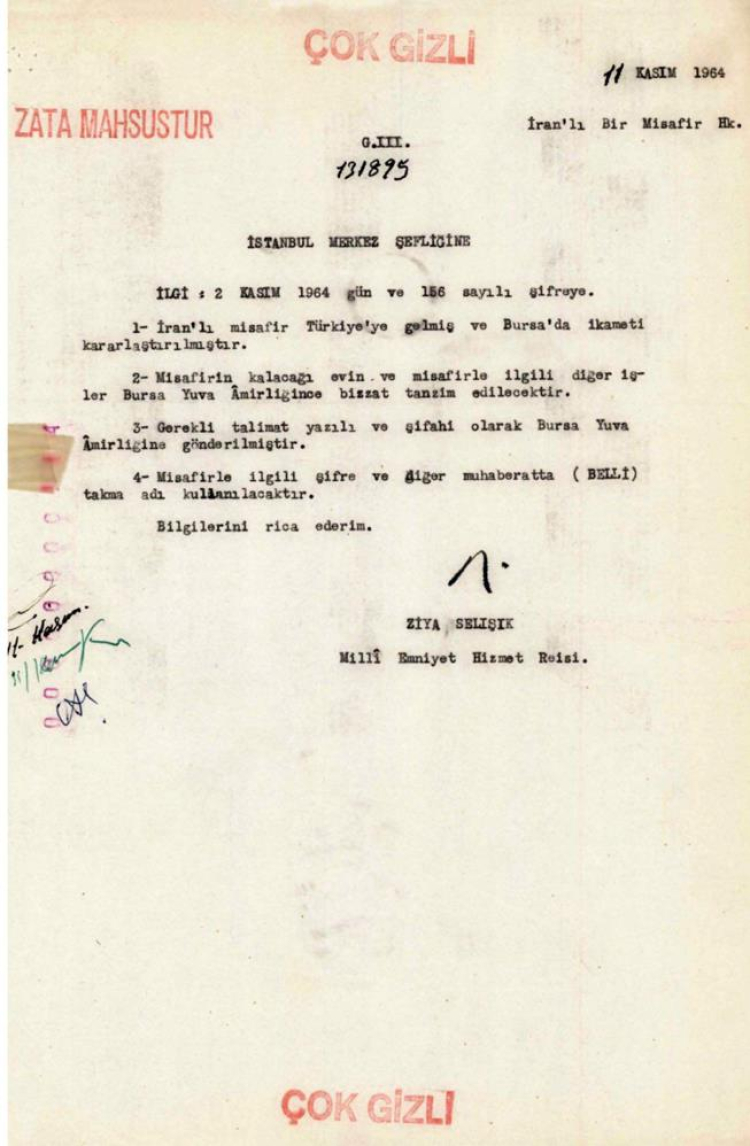 ÇOK GİZLİ
11 KASIM 1964
ZATA MAHSUSTUR
İran'lı Bir Misafir Hk.
G.III.
131895
İSTANBUL MERKEZ ŞEFLİĞİNE
İLGİ : 2 KASIM 1964 gün ve 156 sayılı şifreye.
1- İran'lı misafir Türkiye'ye gelmiş ve Bursa'da ikameti
kararlaştırılmıştır.
2- Misafirin kalacağı evin ve misafirle ilgili diğer iş-
ler Bursa Yuva Âmirliğince bizzat tanzim edilecektir.
3- Gerekli talimat yazılı ve şifahi olarak Bursa Yuva
Âmirliğine gönderilmiştir.
4- Misafirle ilgili şifre ve diğer muhaberatta ( BELLİ)
takma adı kullanılacaktır.
Bilgilerini rica ederim.
ZİYA SELIŞIK
Millî Emniyet Hizmet Reisi.
ÇOK GİZLİ